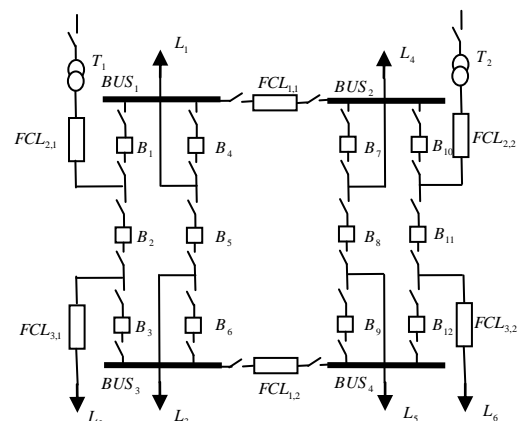 L₁
L₄
T₁
T₂
BUS₁
FCL₁,₁
BUS₂
FCL₂,₁
B₁
B₄
B₇
B₁₀
FCL₂,₂
B₂
B₅
B₈
B₁₁
FCL₃,₁
B₃
B₆
B₉
B₁₂
FCL₃,₂
BUS₃
FCL₁,₂
BUS₄
L₅
L₆